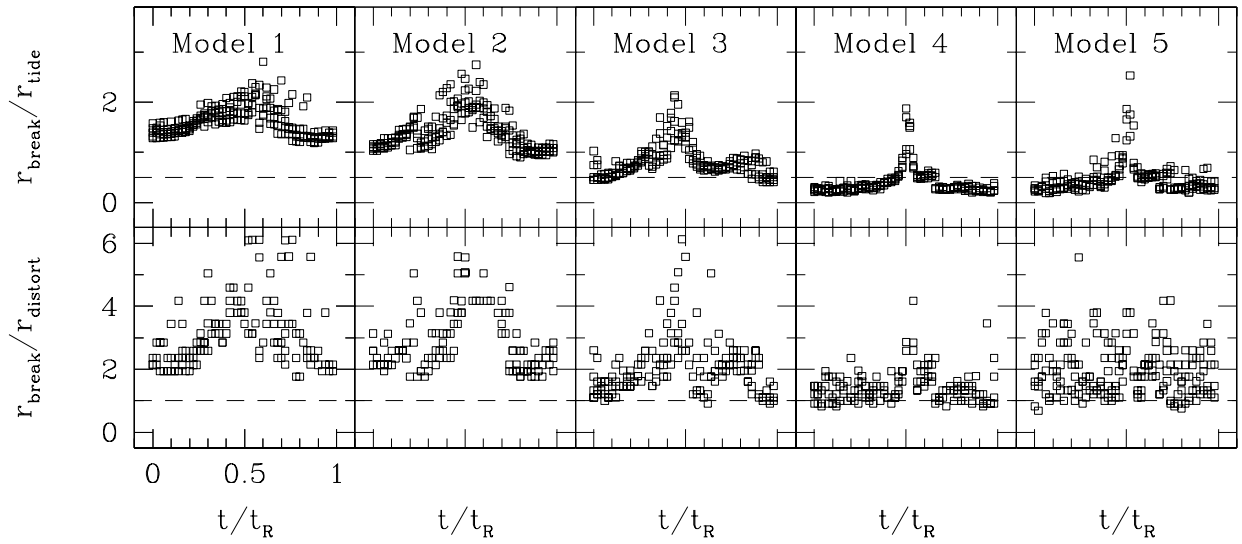 Model 1
Model 2
Model 3
Model 4
Model 5
r_break/r_tide
2
0
r_break/r_distort
6
4
2
0
0
0.5
1
t/t_R
t/t_R
t/t_R
t/t_R
t/t_R